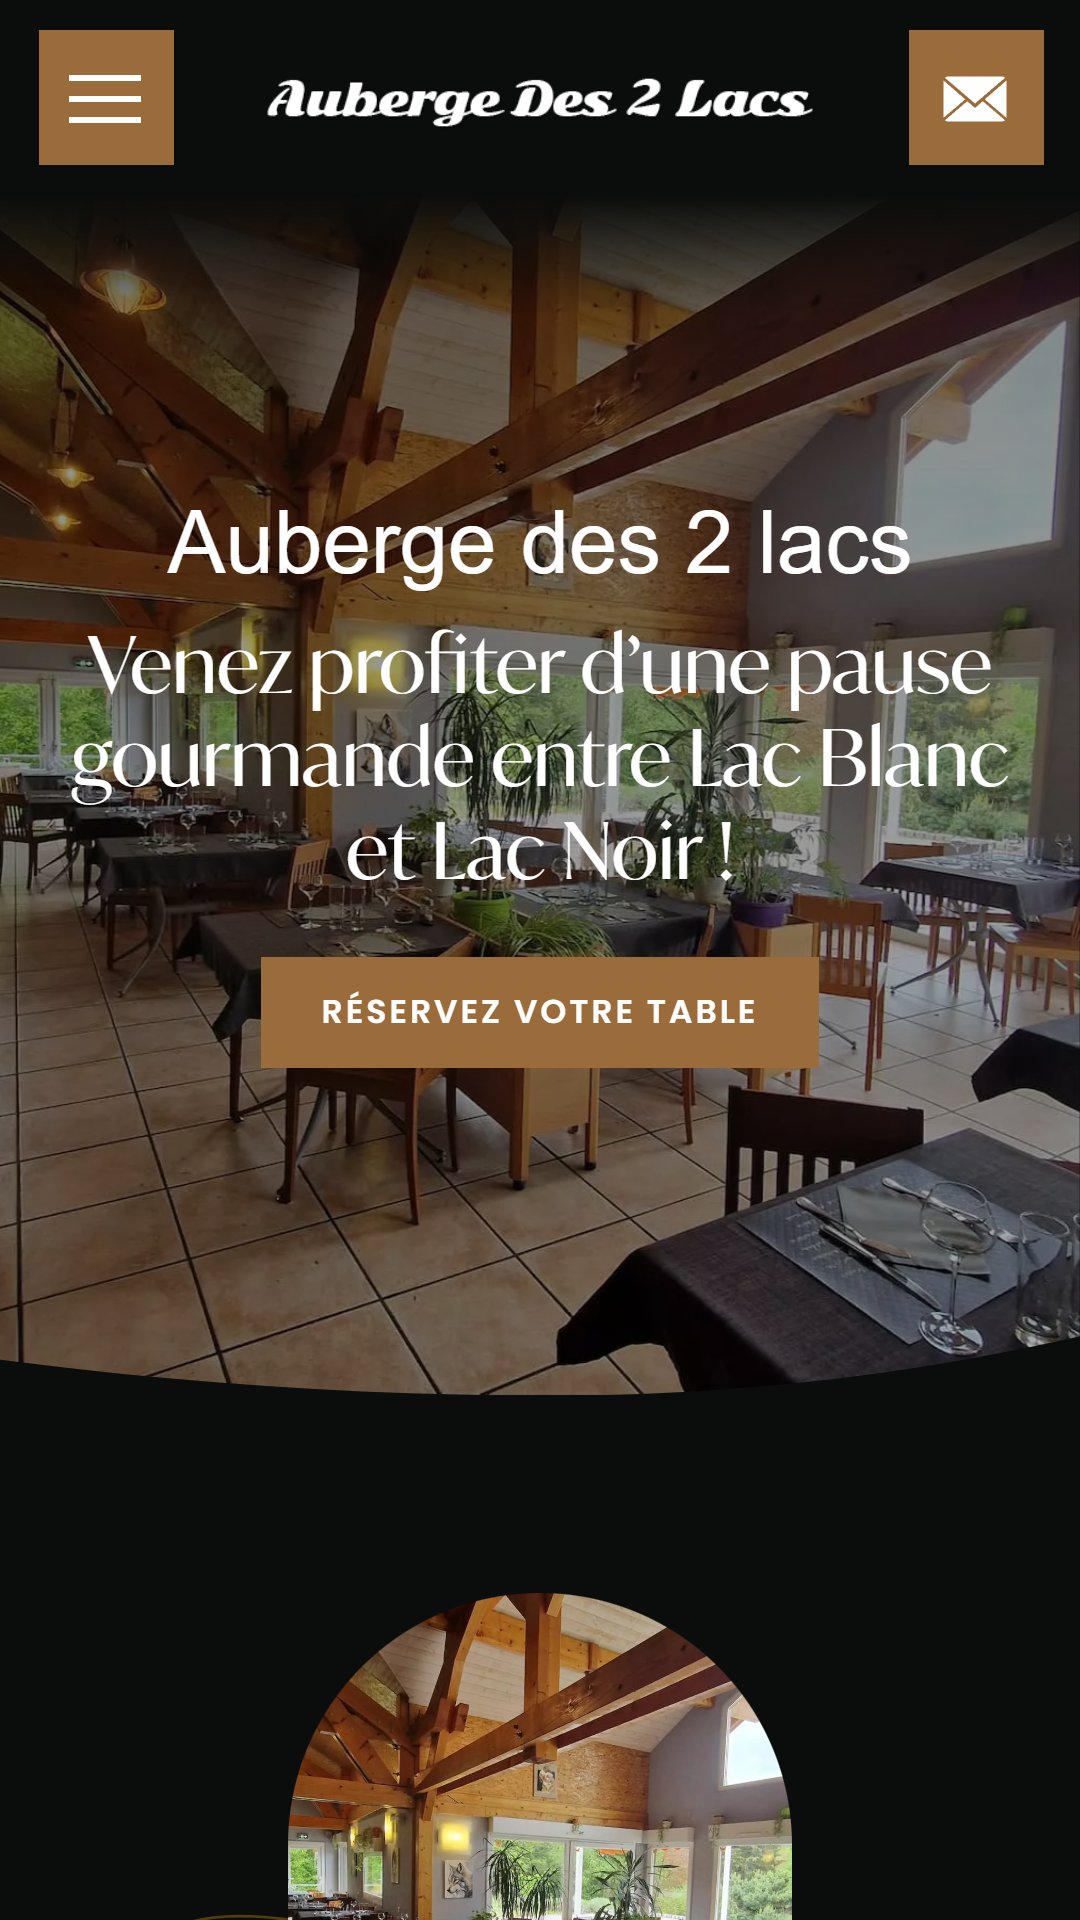 Auberge Des 2 Lacs
Auberge des 2 lacs
Venez profiter d’une pause
gourmande entre Lac Blanc
et Lac Noir !
RÉSERVEZ VOTRE TABLE